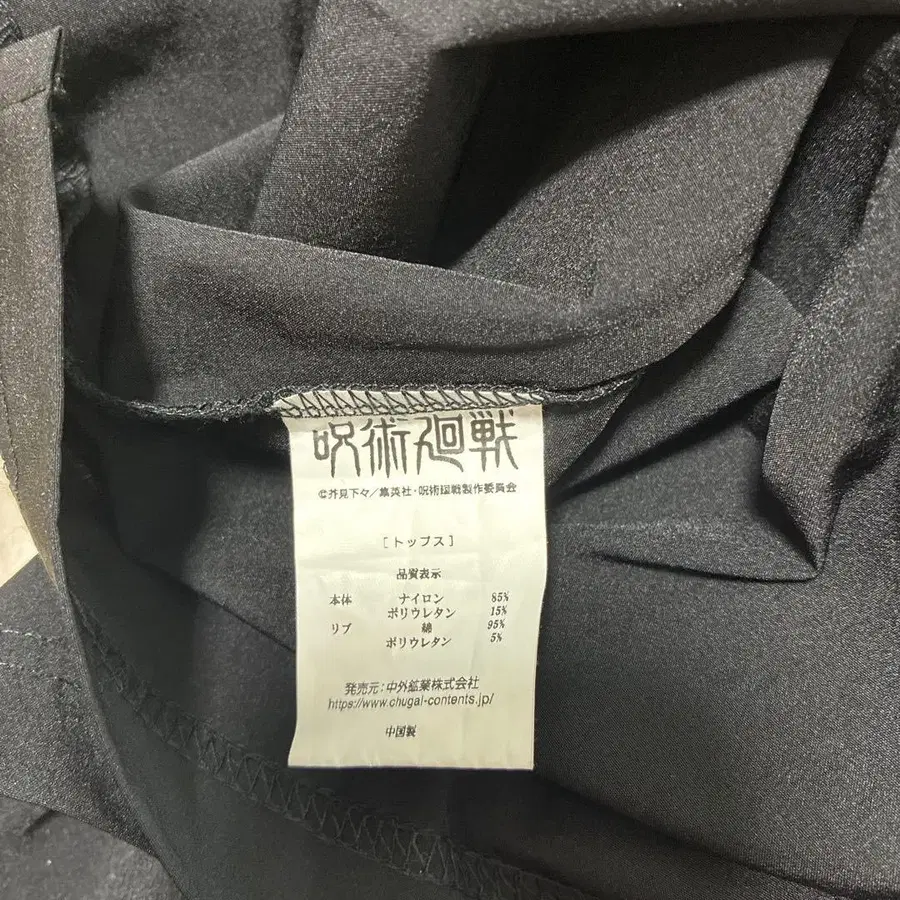 呪術廻戦
©芥見下々／集英社・呪術廻戦製作委員会
[トップス]
品質表示
本体 ナイロン 85%
ポリウレタン 15%
リブ 綿 95%
ポリウレタン 5%
発売元：中外鉱業株式会社
https://www.chugai-contents.jp/
中国製